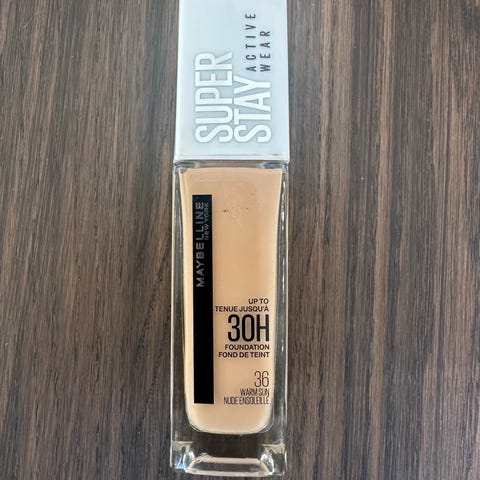 SUPER
STAY
ACTIVE
WEAR
MAYBELLINE
NEW YORK
UP TO
TENUE JUSQU'À
30H
FOUNDATION
FOND DE TEINT
36
WARM SUN
NUDE ENSOLEILLE